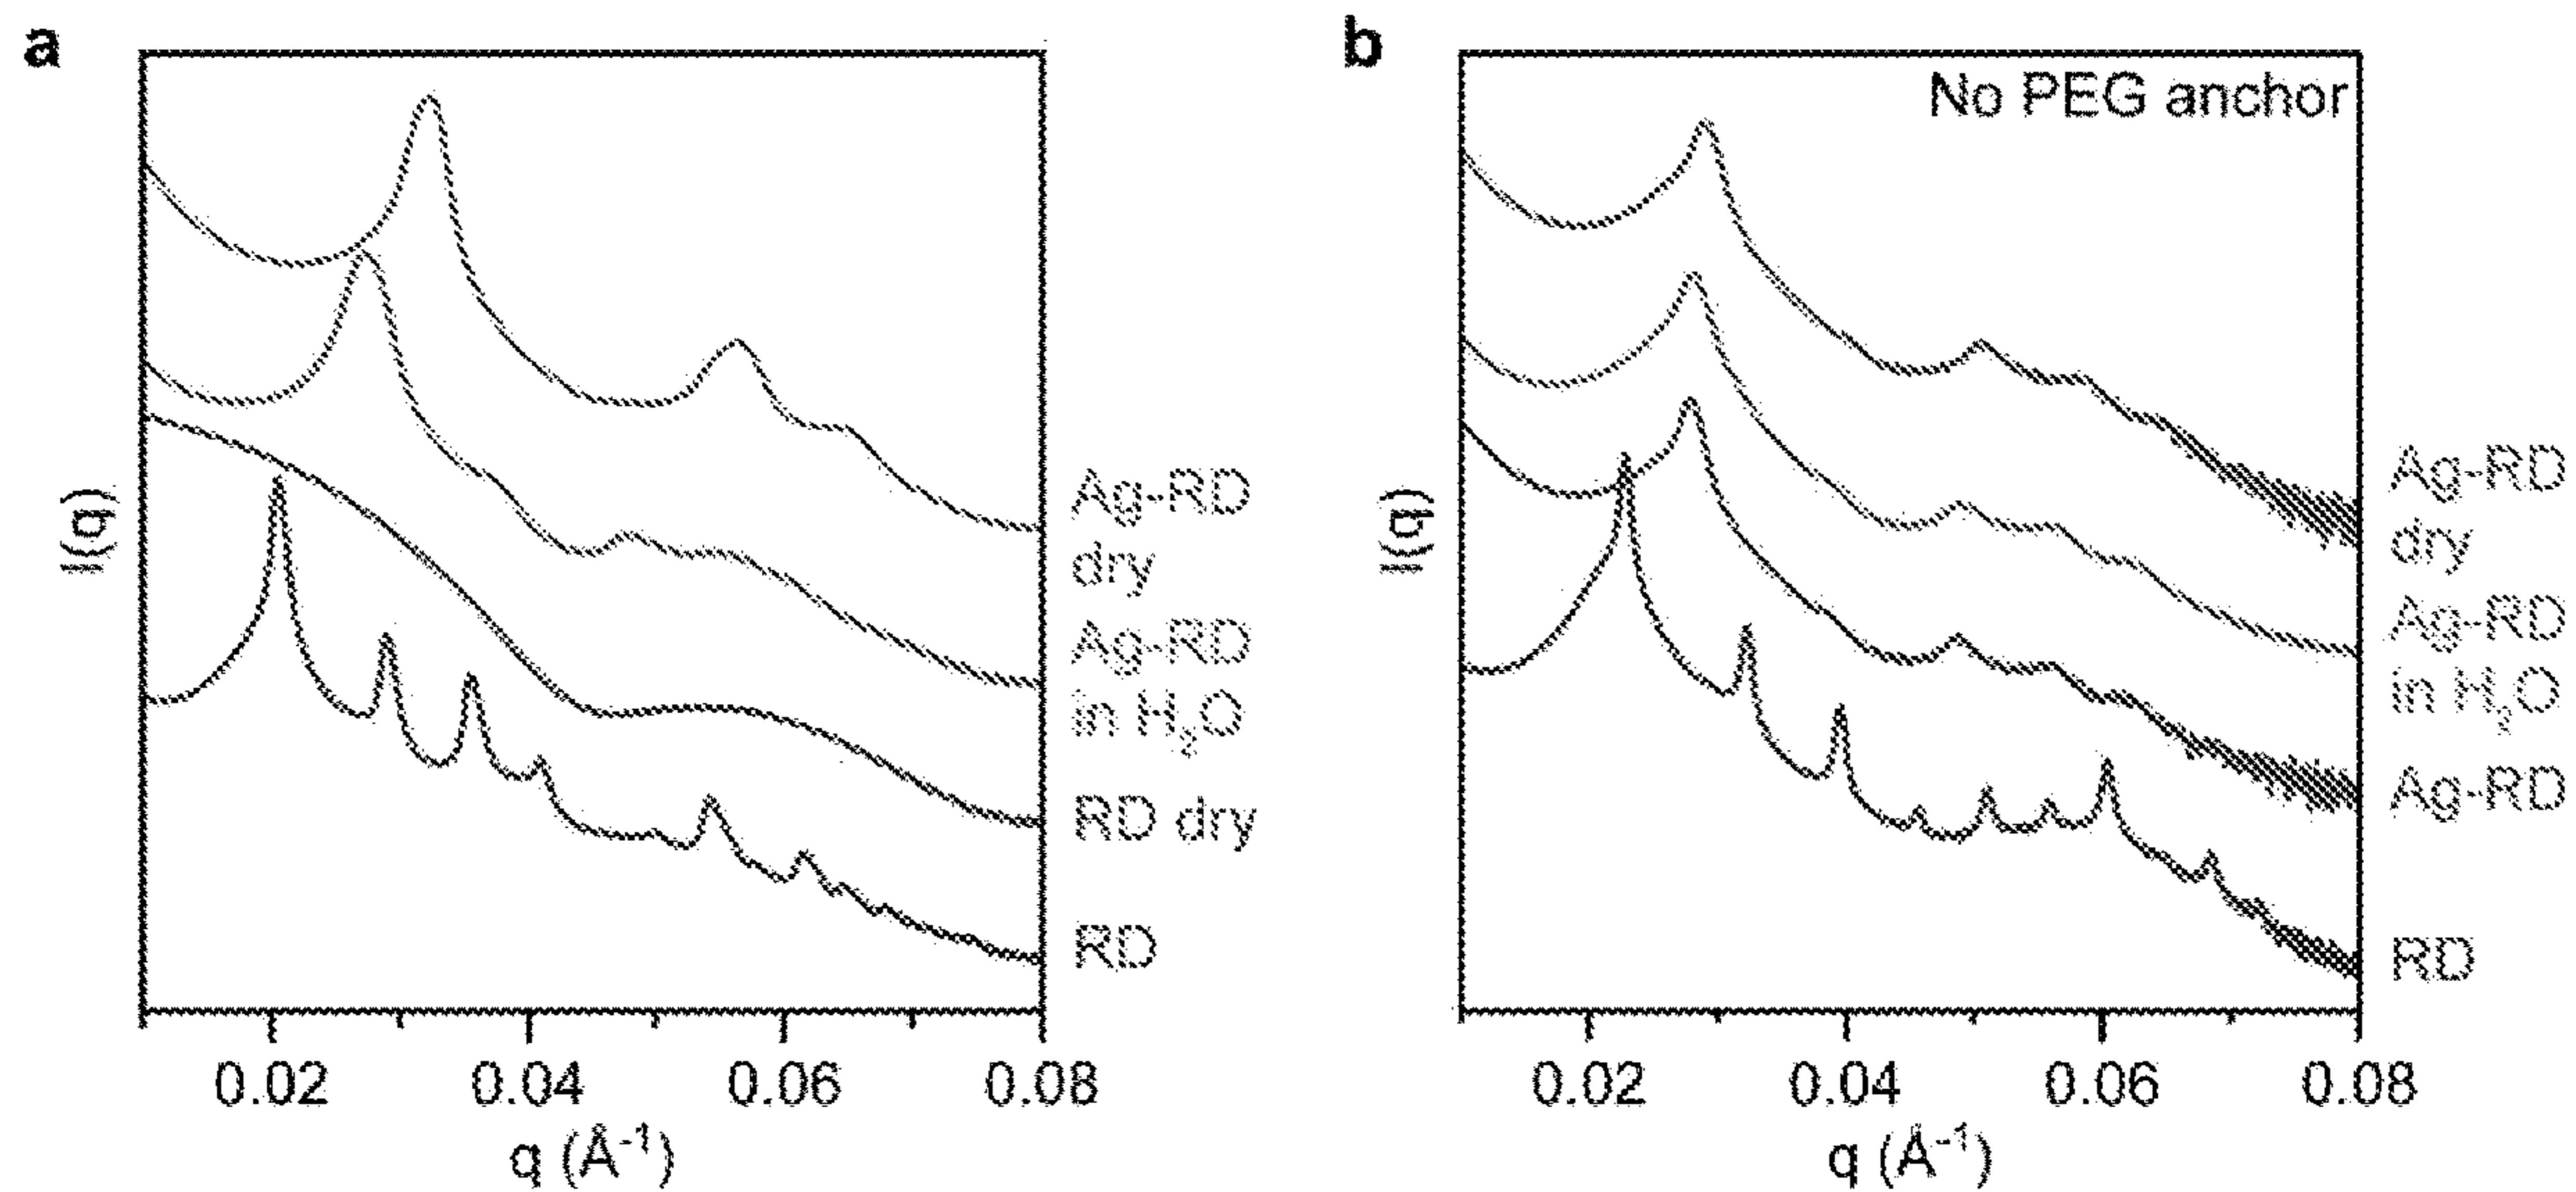 a
I(q)
Ag-RD
dry
Ag-RD
in H₂O
RD dry
RD
0.02 0.04 0.06 0.08
q (Å⁻¹)
b
No PEG anchor
I(q)
Ag-RD
dry
Ag-RD
in H₂O
Ag-RD
RD
0.02 0.04 0.06 0.08
q (Å⁻¹)